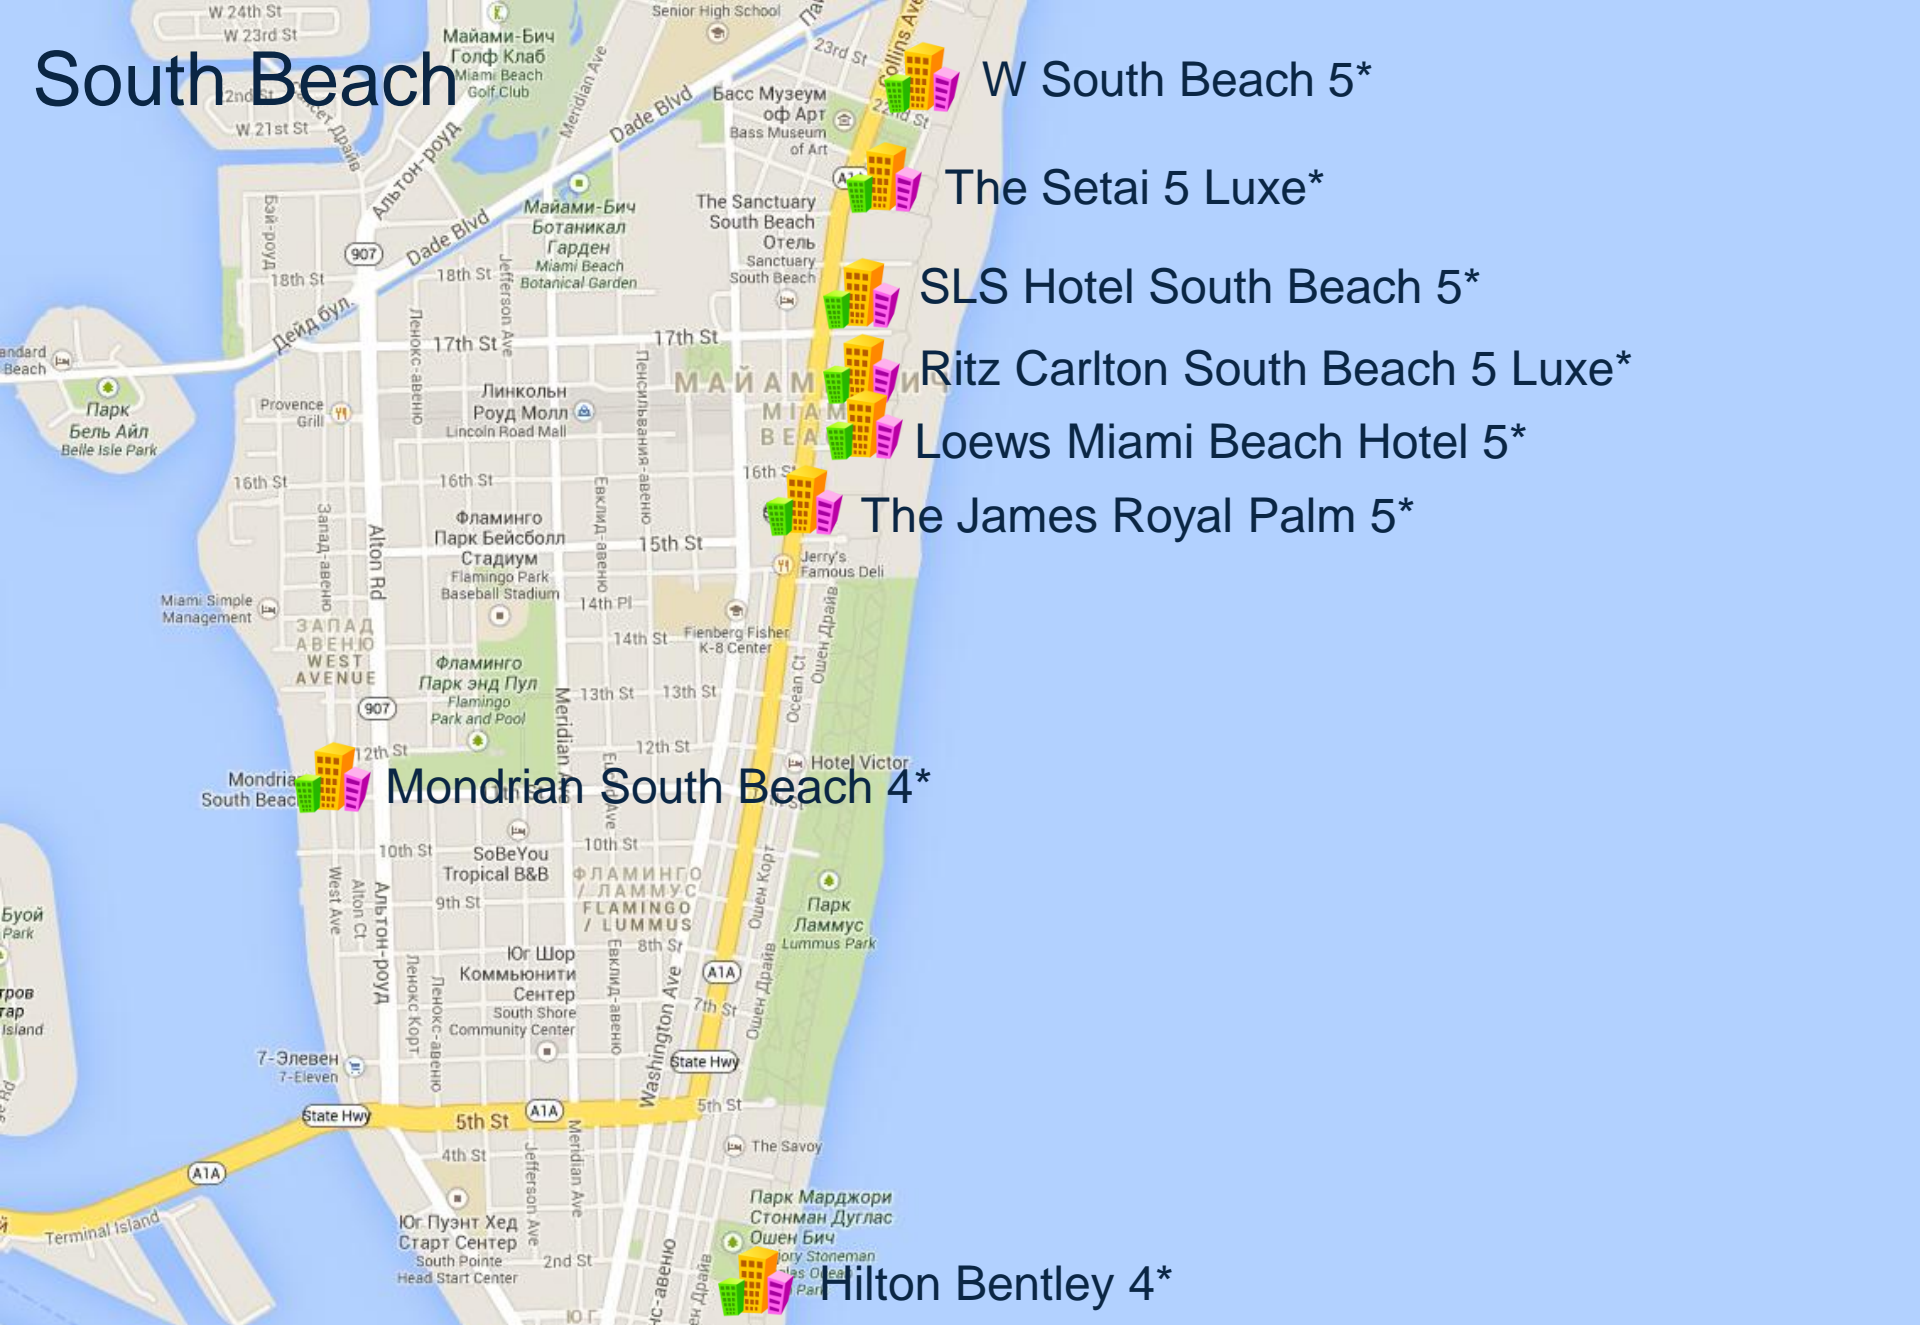 South Beach
W South Beach 5*
The Setai 5 Luxe*
SLS Hotel South Beach 5*
Ritz Carlton South Beach 5 Luxe*
Loews Miami Beach Hotel 5*
The James Royal Palm 5*
Mondrian South Beach 4*
Hilton Bentley 4*
W 24th St
W 23rd St
W 21st St
Майами-Бич
Голф Клаб
Miami Beach
Golf Club
Senior High School
Meridian Ave
Dade Blvd
23rd St
22nd St
Collins Ave
Басс Музеум
оф Арт
Bass Museum
of Art
Альтон-роуд
Бэй-роуд
907
Dade Blvd
18th St
18th St
Jefferson Ave
Майами-Бич
Ботаникал
Гарден
Miami Beach
Botanical Garden
The Sanctuary
South Beach
Отель
Sanctuary
South Beach
Дейд бул.
17th St
17th St
Ленокс-авеню
Пенсильвания-авеню
Beach
Парк
Бель Айл
Belle Isle Park
Provence
Grill
Линкольн
Роуд Молл
Lincoln Road Mall
16th St
16th St
16th St
Запад-авеню
Alton Rd
Евклид-авеню
Фламинго
Парк Бейсболл
Стадиум
Flamingo Park
Baseball Stadium
15th St
Jerry's
Famous Deli
14th Pl
14th St
Fienberg Fisher
K-8 Center
Ошен Драйв
Ocean Ct
Miami Simple
Management
ЗАПАД
АВЕНЮ
WEST
AVENUE
907
Фламинго
Парк энд Пул
Flamingo
Park and Pool
13th St
13th St
Meridian Ave
12th St
12th St
Hotel Victor
10th St
10th St
SoBeYou
Tropical B&B
ФЛАМИНГО
/ ЛАММУС
FLAMINGO
/ LUMMUS
West Ave
Alton Ct
Альтон-роуд
9th St
8th St
Ошен Корт
Парк
Ламмус
Lummus Park
Буой
Park
Island
Юг Шор
Коммьюнити
Сентер
South Shore
Community Center
Ленокс Корт
Ленокс-авеню
Евклид-авеню
Washington Ave
A1A
7th St
Ошен Драйв
7-Элевен
7-Eleven
State Hwy
State Hwy
5th St
A1A
5th St
A1A
Terminal Island
4th St
Jefferson Ave
Meridian Ave
The Savoy
Юг Пуэнт Хед
Старт Сентер
South Pointe
Head Start Center
2nd St
Парк Марджори
Стонман Дуглас
Ошен Бич